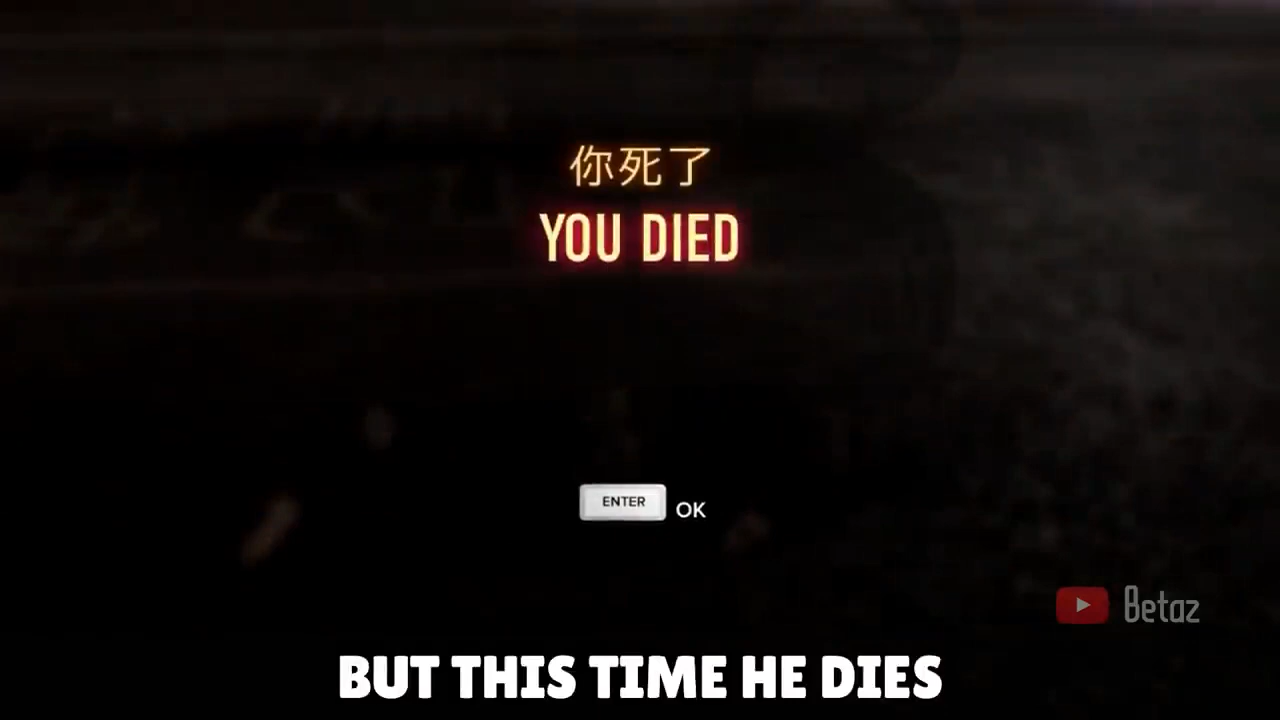 你死了
YOU DIED
ENTER OK
Betaz
BUT THIS TIME HE DIES